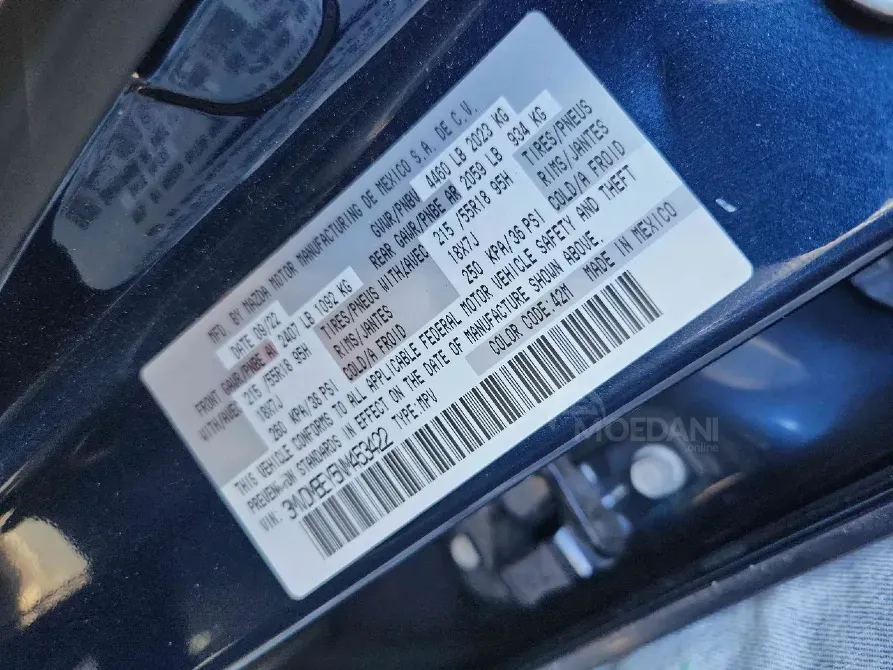 MFD. BY MAZDA MOTOR MANUFACTURING DE MEXICO S.A. DE C.V.
DATE 09/22 GVWR/PNBV 4460 LB 2023 KG
FRONT GAWR/PNBE AV 2407 LB 1092 KG REAR GAWR/PNBE AR 2059 LB 934 KG
WITH/AVEC 215 /55R18 95H TIRES/PNEUS WITH/AVEC 215 /55R18 95H TIRES/PNEUS
18X7J RIMS/JANTES 18X7J RIMS/JANTES
250 KPA/36 PSI COLD/A FROID 250 KPA/36 PSI COLD/A FROID
THIS VEHICLE CONFORMS TO ALL APPLICABLE FEDERAL MOTOR VEHICLE SAFETY AND THEFT
PREVENTION STANDARDS IN EFFECT ON THE DATE OF MANUFACTURE SHOWN ABOVE.
VIN: TYPE:MPV COLOR CODE:42M MADE IN MEXICO
MOEDANI
online